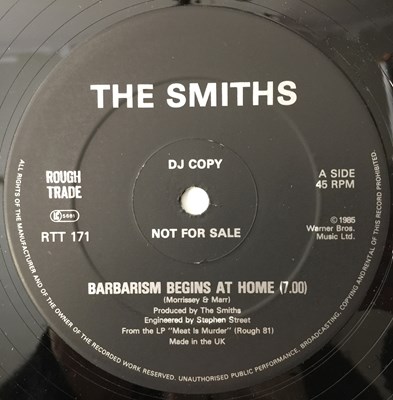 THE SMITHS
DJ COPY
ROUGH
TRADE
A SIDE
45 RPM
RTT 171
NOT FOR SALE
℗1985
Warner Bros.
Music Ltd.
BARBARISM BEGINS AT HOME (7.00)
(Morrissey & Marr)
Produced by The Smiths
Engineered by Stephen Street
From the LP "Meat Is Murder" (Rough 81)
Made in the UK
ALL RIGHTS OF THE MANUFACTURER AND OF THE OWNER OF THE RECORDED WORK RESERVED. UNAUTHORISED PUBLIC PERFORMANCE, BROADCASTING, COPYING AND RENTAL OF THIS RECORD PROHIBITED.